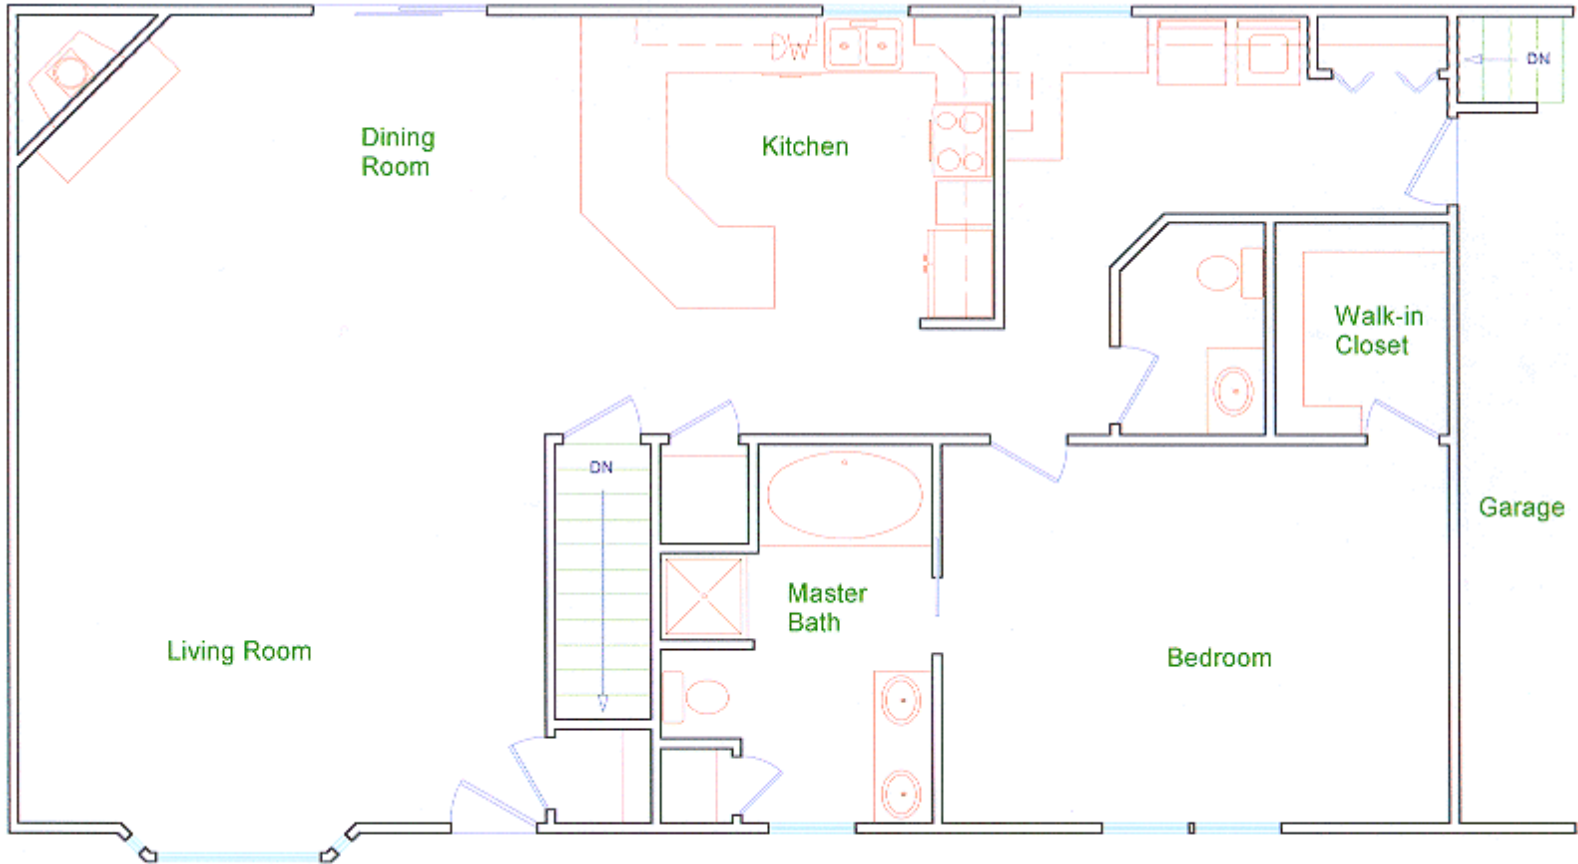 DW
DN
Dining
Room
Kitchen
Walk-in
Closet
DN
Garage
Master
Bath
Living Room
Bedroom